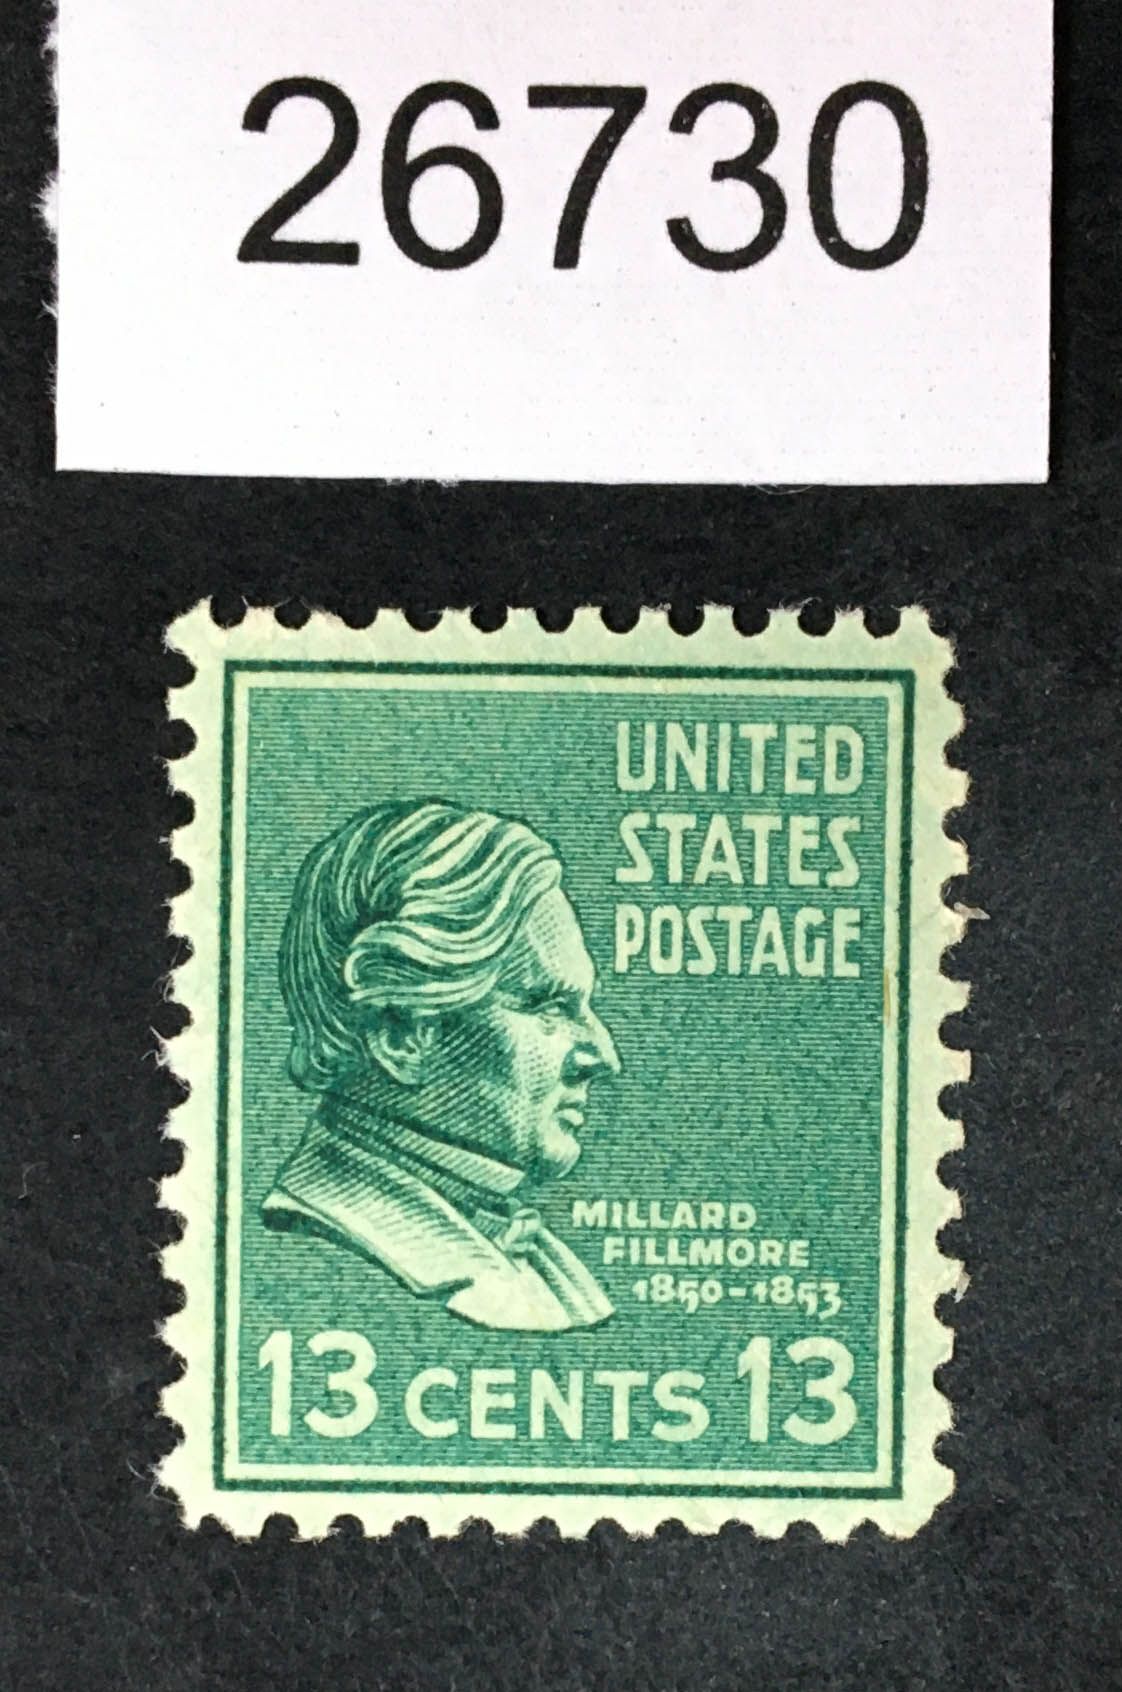 26730
UNITED
STATES
POSTAGE
MILLARD
FILLMORE
1850-1853
13 CENTS 13